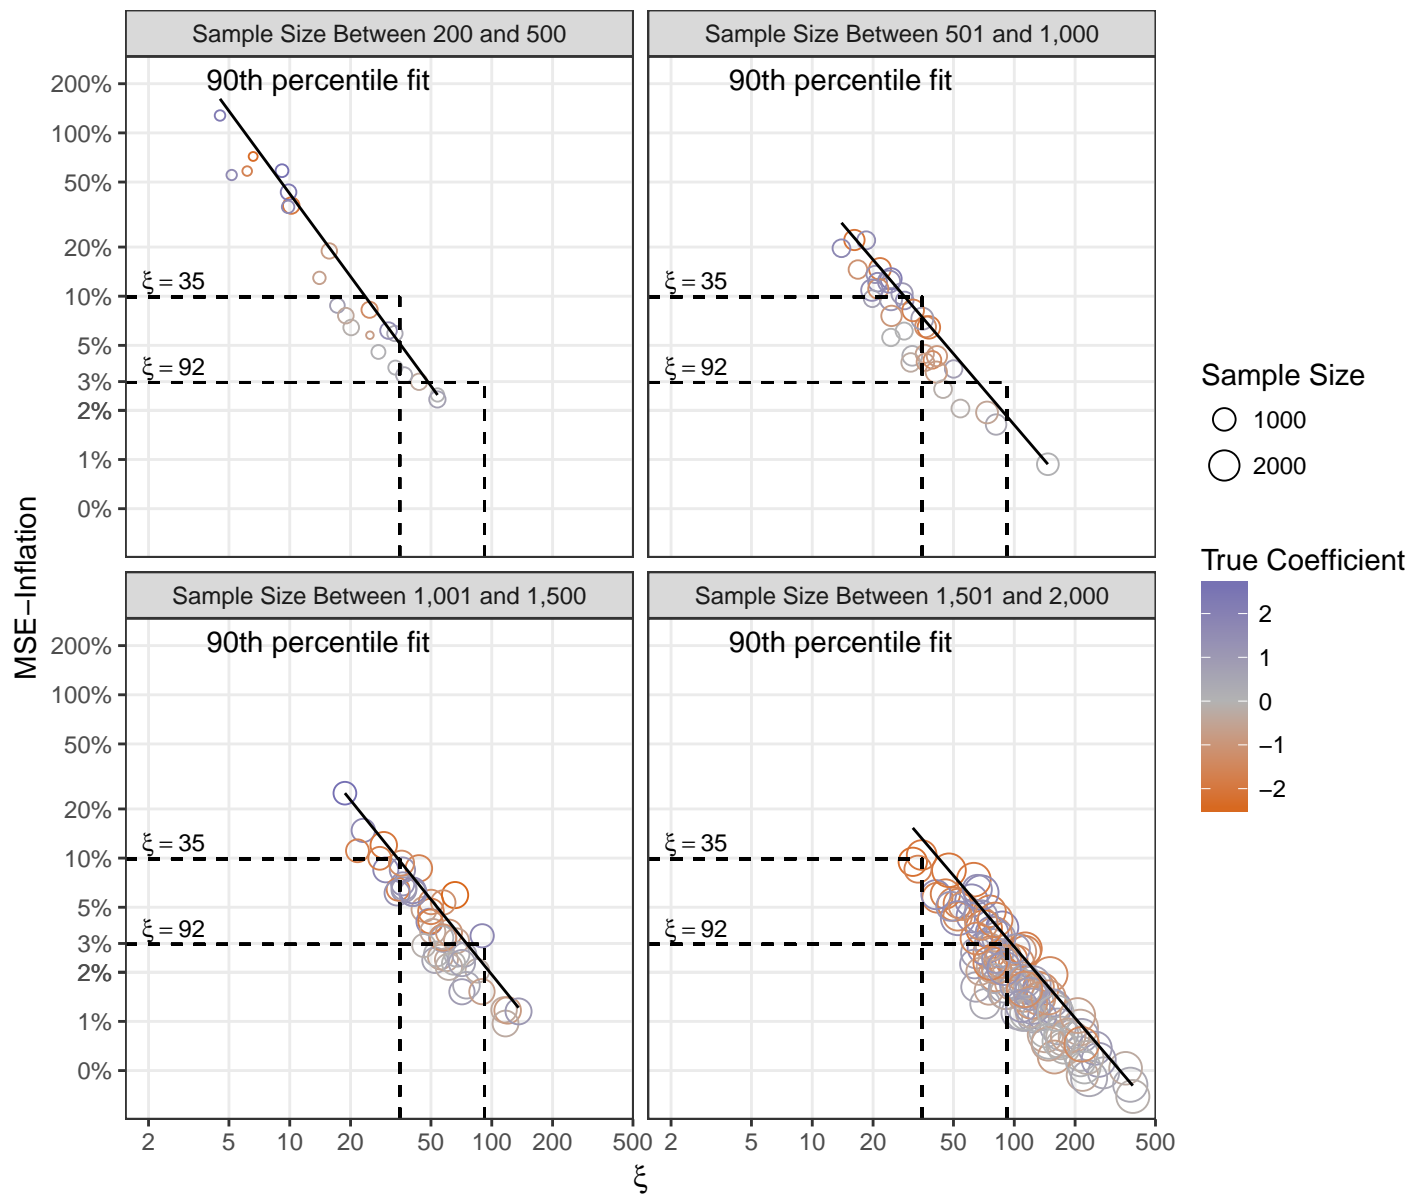 Sample Size Between 200 and 500
Sample Size Between 501 and 1,000
90th percentile fit
90th percentile fit
200%
100%
50%
20%
10%
5%
3%
2%
1%
0%
ξ = 35
ξ = 92
ξ = 35
ξ = 92
MSE−Inflation
Sample Size Between 1,001 and 1,500
Sample Size Between 1,501 and 2,000
90th percentile fit
90th percentile fit
200%
100%
50%
20%
10%
5%
3%
2%
1%
0%
ξ = 35
ξ = 92
ξ = 35
ξ = 92
2 5 10 20 50 100 200 500
2 5 10 20 50 100 200 500
ξ
Sample Size
1000
2000
True Coefficient
2
1
0
−1
−2